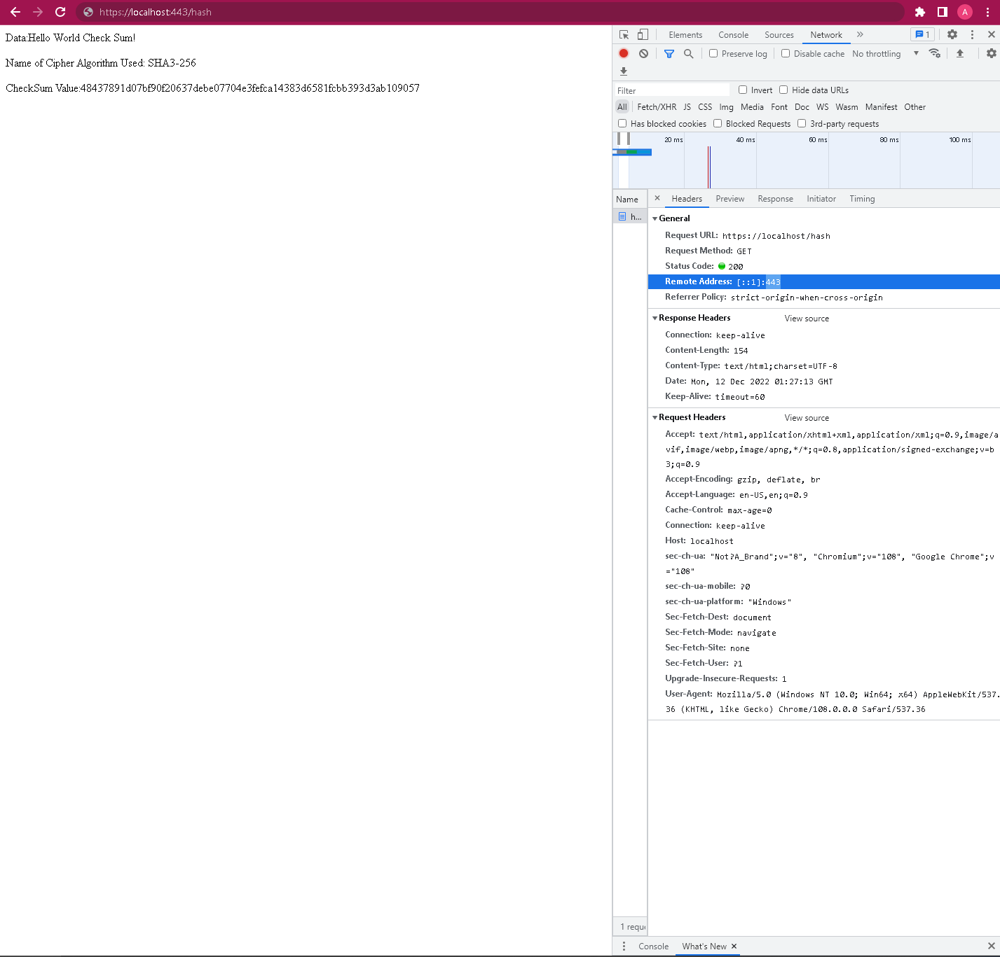 https://localhost:443/hash
A
Data:Hello World Check Sum!
Name of Cipher Algorithm Used: SHA3-256
CheckSum Value:48437891d07bf90f20637debe07704e3fefca14383d6581fcbb393d3ab109057
Elements Console Sources Network » 1
Preserve log Disable cache No throttling
Filter Invert Hide data URLs
All Fetch/XHR JS CSS Img Media Font Doc WS Wasm Manifest Other
Has blocked cookies Blocked Requests 3rd-party requests
20 ms 40 ms 60 ms 80 ms 100 ms
Name × Headers Preview Response Initiator Timing
h...
General
Request URL: https://localhost/hash
Request Method: GET
Status Code: 200
Remote Address: [::1]:443
Referrer Policy: strict-origin-when-cross-origin
Response Headers View source
Connection: keep-alive
Content-Length: 154
Content-Type: text/html;charset=UTF-8
Date: Mon, 12 Dec 2022 01:27:13 GMT
Keep-Alive: timeout=60
Request Headers View source
Accept: text/html,application/xhtml+xml,application/xml;q=0.9,image/a
vif,image/webp,image/apng,*/*;q=0.8,application/signed-exchange;v=b
3;q=0.9
Accept-Encoding: gzip, deflate, br
Accept-Language: en-US,en;q=0.9
Cache-Control: max-age=0
Connection: keep-alive
Host: localhost
sec-ch-ua: "Not?A_Brand";v="8", "Chromium";v="108", "Google Chrome";v
="108"
sec-ch-ua-mobile: ?0
sec-ch-ua-platform: "Windows"
Sec-Fetch-Dest: document
Sec-Fetch-Mode: navigate
Sec-Fetch-Site: none
Sec-Fetch-User: ?1
Upgrade-Insecure-Requests: 1
User-Agent: Mozilla/5.0 (Windows NT 10.0; Win64; x64) AppleWebKit/537.
36 (KHTML, like Gecko) Chrome/108.0.0.0 Safari/537.36
1 requ
Console What's New ×